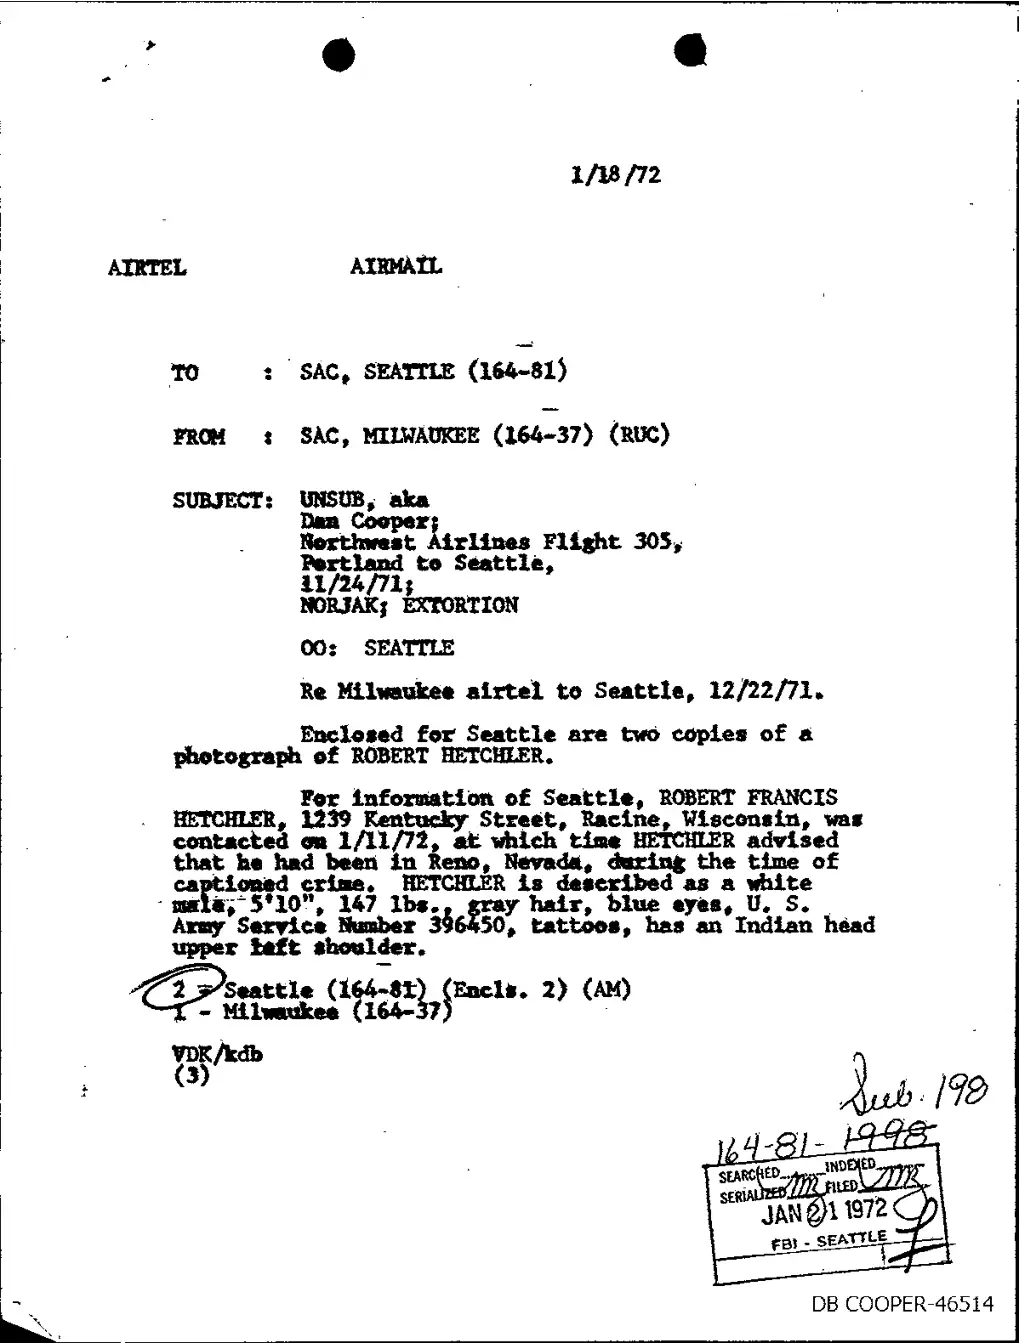 1/18/72
AIRTEL AIRMAIL
TO : SAC, SEATTLE (164-81)
FROM : SAC, MILWAUKEE (164-37) (RUC)
SUBJECT: UNSUB, aka
Dan Cooper;
Northwest Airlines Flight 305,
Portland to Seattle,
11/24/71;
NORJAK; EXTORTION
OO: SEATTLE
Re Milwaukee airtel to Seattle, 12/22/71.
Enclosed for Seattle are two copies of a
photograph of ROBERT HETCHLER.
For information of Seattle, ROBERT FRANCIS
HETCHLER, 1239 Kentucky Street, Racine, Wisconsin, was
contacted on 1/11/72, at which time HETCHLER advised
that he had been in Reno, Nevada, during the time of
captioned crime. HETCHLER is described as a white
male, 5'10", 147 lbs., gray hair, blue eyes, U. S.
Army Service Number 396450, tattoos, has an Indian head
upper left shoulder.
2 - Seattle (164-81) (Encls. 2) (AM)
1 - Milwaukee (164-37)
VDK/kdb
(3)
Sub. 198
164-81- 1998
SEARCHED INDEXED
SERIALIZED FILED
JAN 21 1972
FBI - SEATTLE
DB COOPER-46514